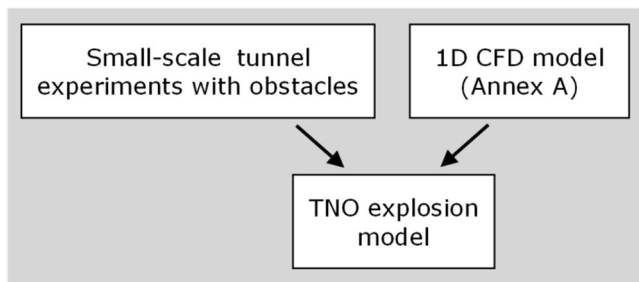 Small-scale tunnel
experiments with obstacles
1D CFD model
(Annex A)
TNO explosion
model